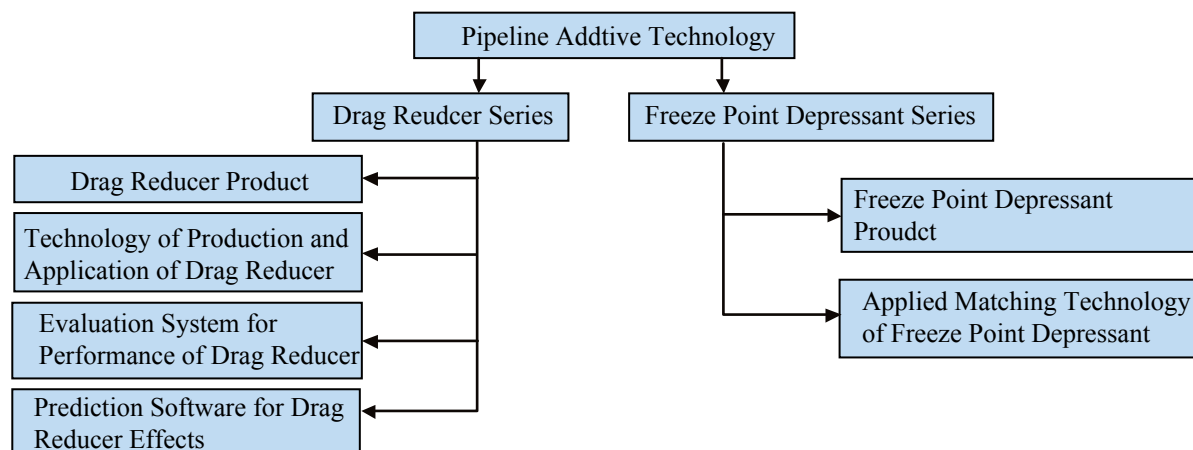 Pipeline Addtive Technology
Drag Reudcer Series
Freeze Point Depressant Series
Drag Reducer Product
Technology of Production and
Application of Drag Reducer
Evaluation System for
Performance of Drag Reducer
Prediction Software for Drag
Reducer Effects
Freeze Point Depressant
Proudct
Applied Matching Technology
of Freeze Point Depressant